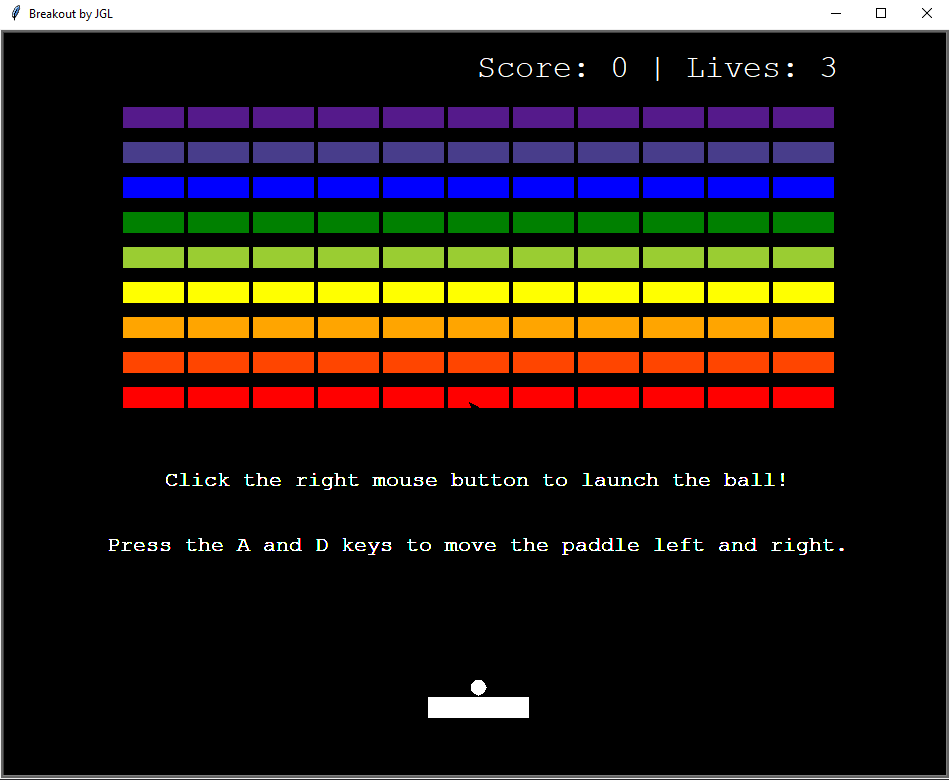 Breakout by JGL
Score: 0 | Lives: 3
Click the right mouse button to launch the ball!
Press the A and D keys to move the paddle left and right.